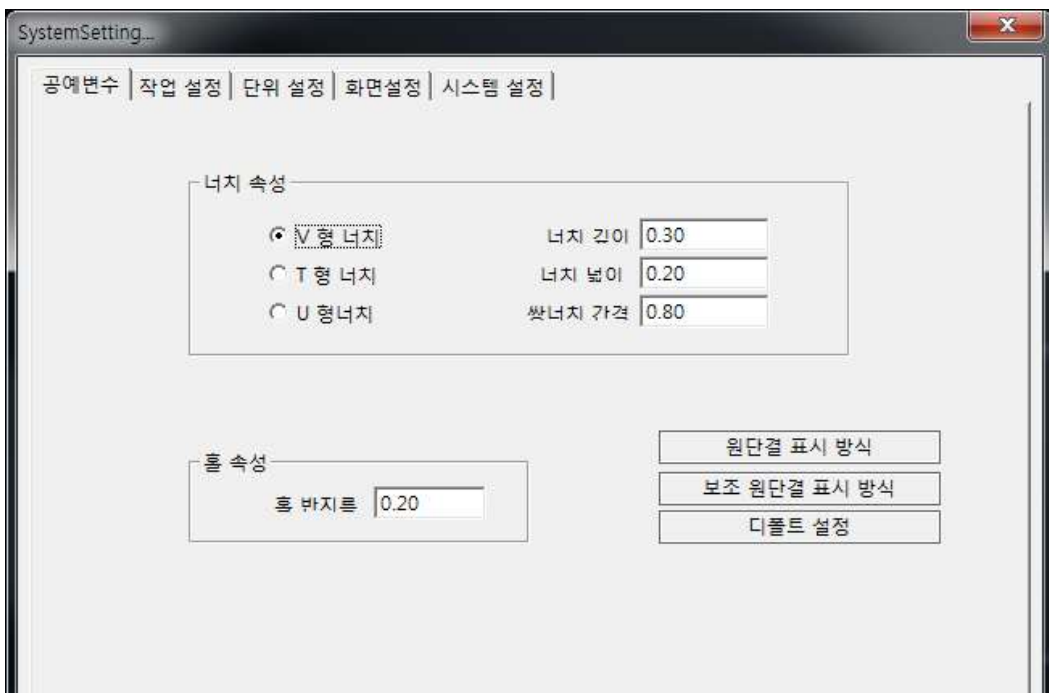 SystemSetting...
공예변수 작업 설정 단위 설정 화면설정 시스템 설정
너치 속성
V 형 너치 너치 깊이 0.30
T 형 너치 너치 넓이 0.20
U 형너치 쌍너치 간격 0.80
원단결 표시 방식
홀 속성
보조 원단결 표시 방식
홀 반지름 0.20
디폴트 설정